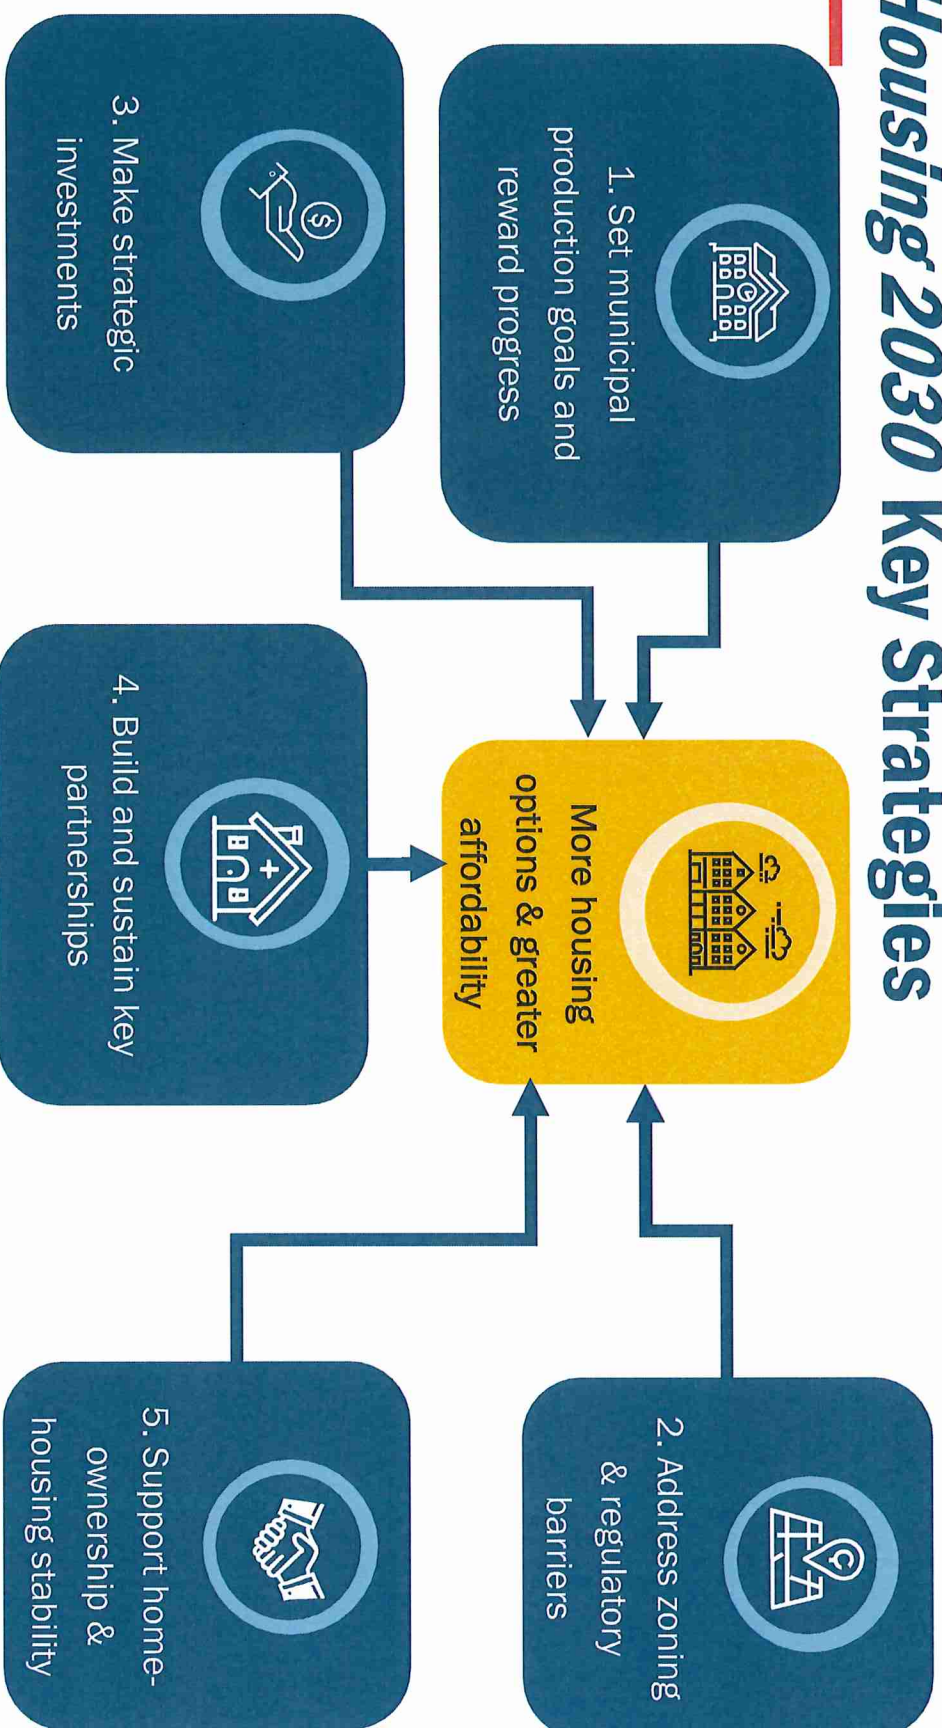 Housing 2030 Key Strategies
1. Set municipal
production goals and
reward progress
More housing
options & greater
affordability
2. Address zoning
& regulatory
barriers
3. Make strategic
investments
4. Build and sustain key
partnerships
5. Support home-
ownership &
housing stability